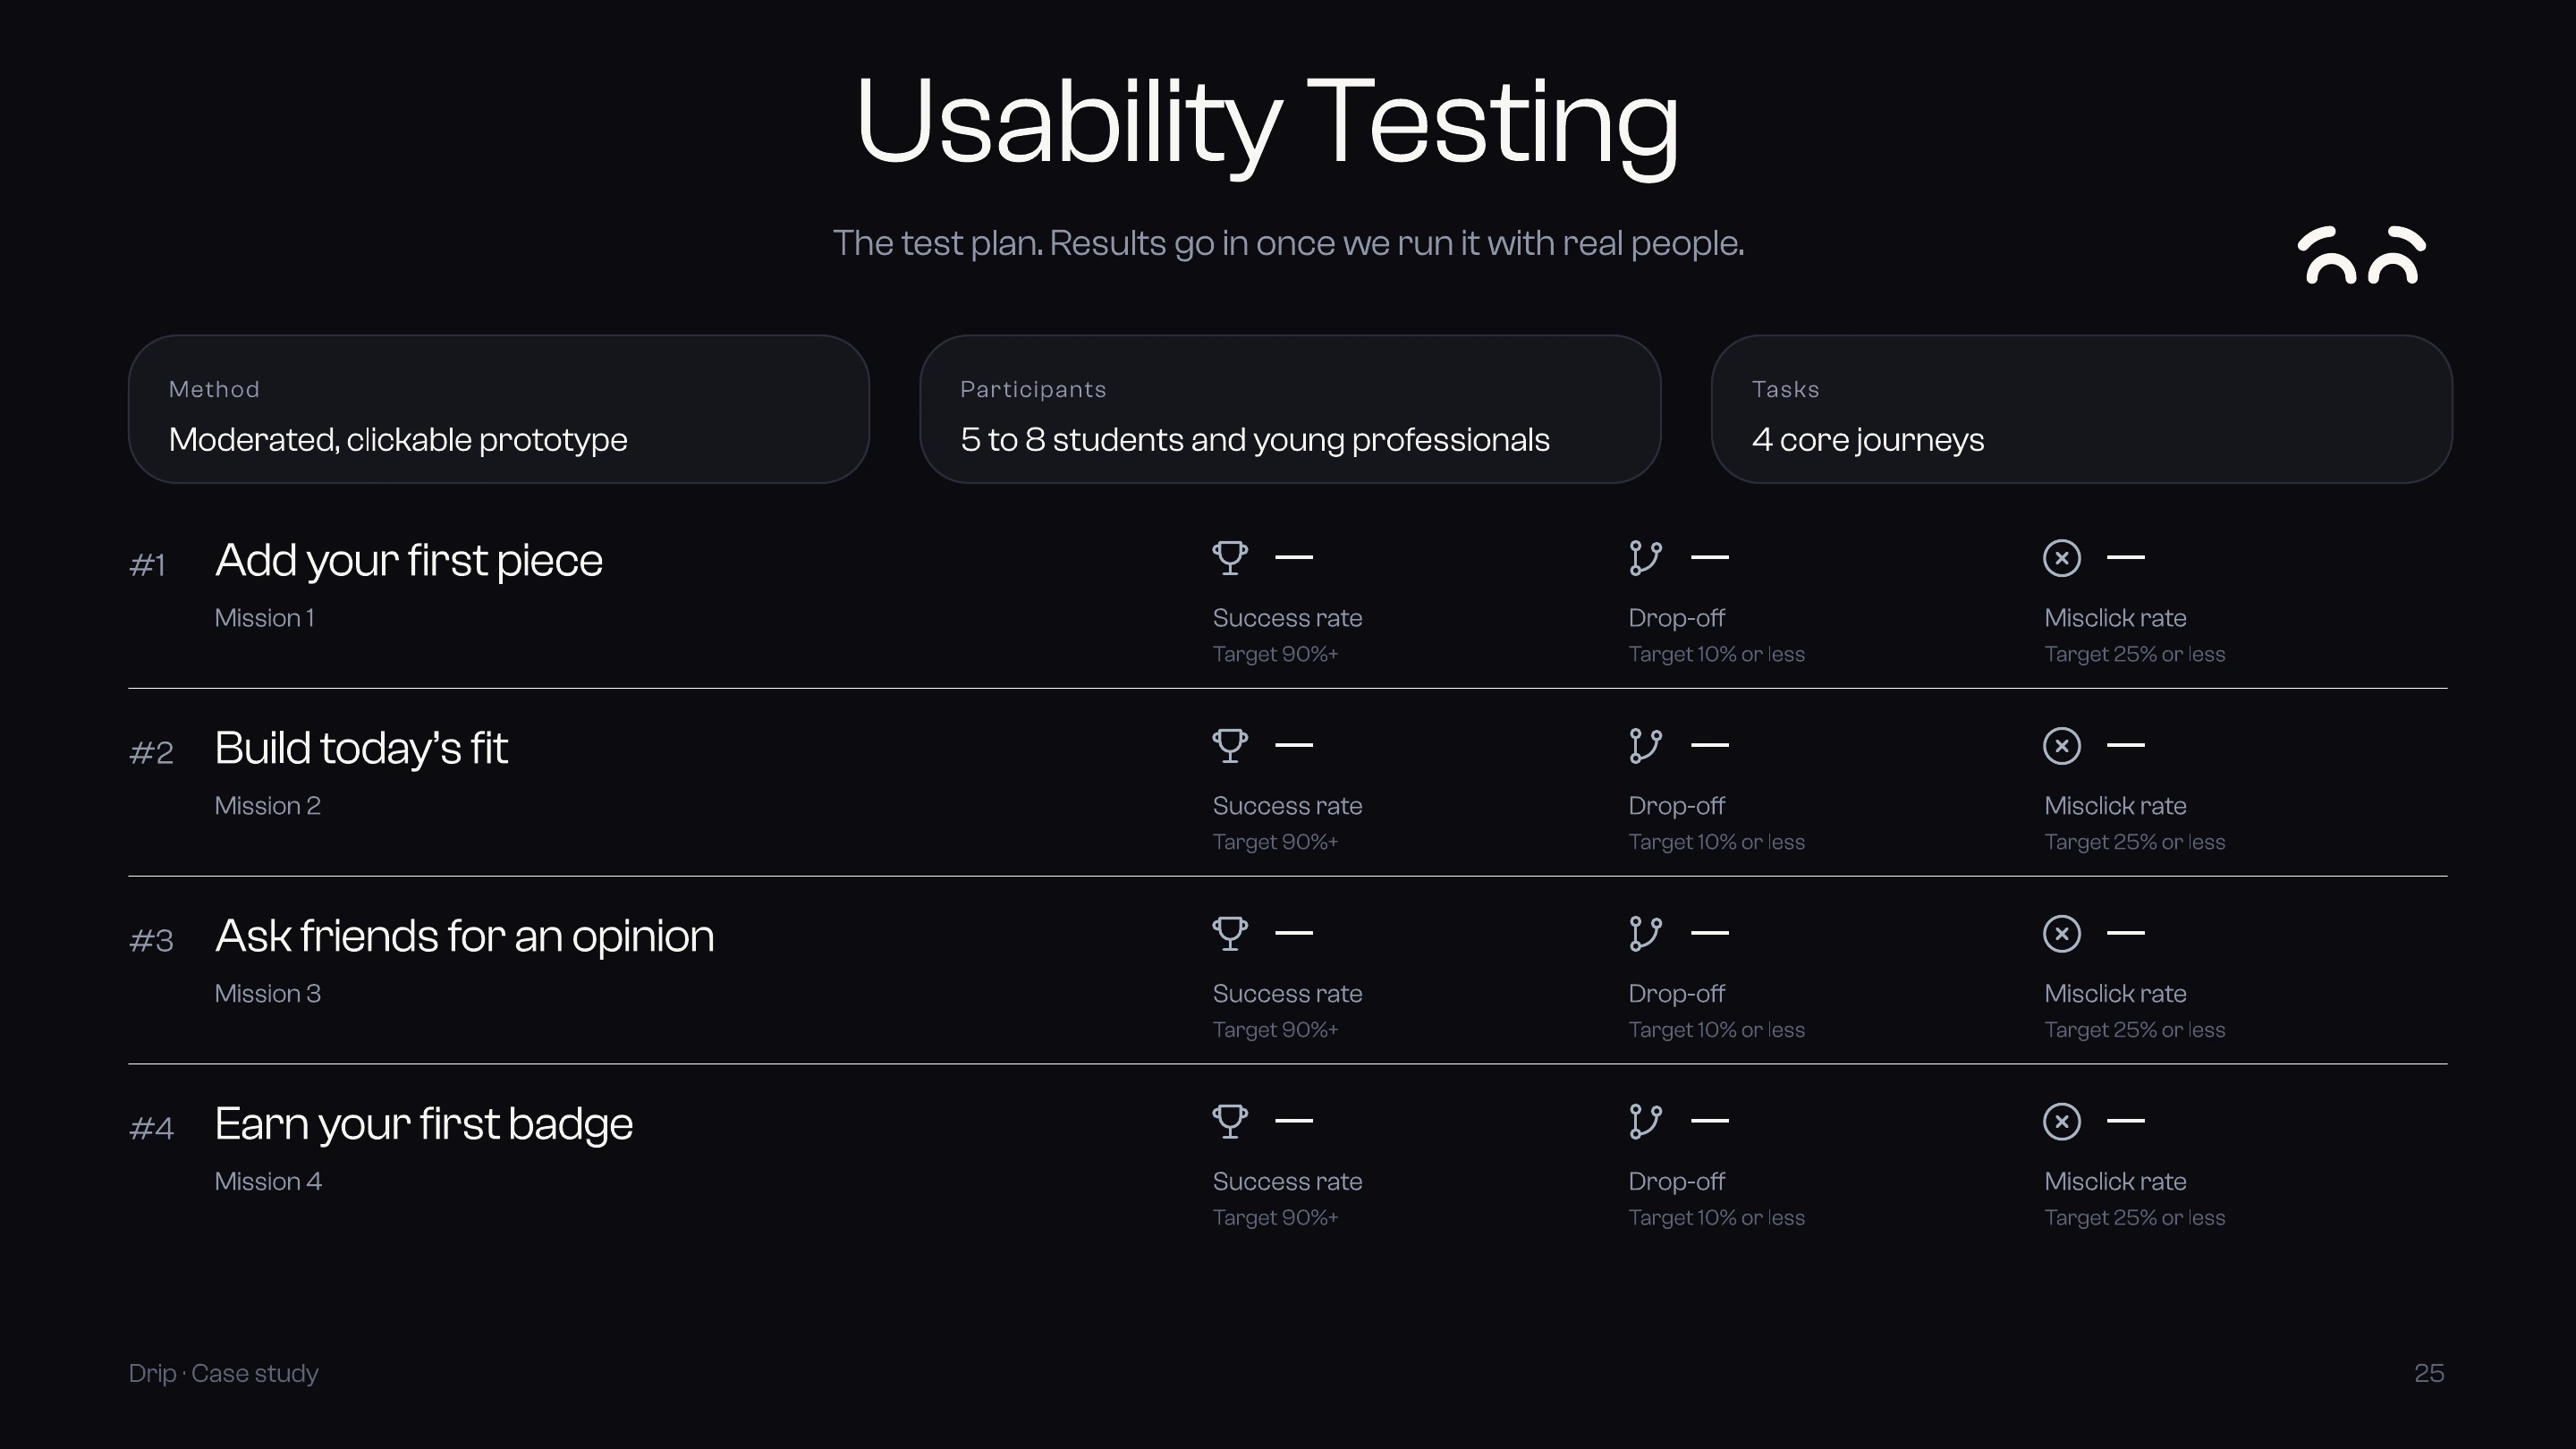 Usability Testing
The test plan. Results go in once we run it with real people.
Method
Moderated, clickable prototype
Participants
5 to 8 students and young professionals
Tasks
4 core journeys
#1 Add your first piece — — —
Mission 1 Success rate Drop-off Misclick rate
Target 90%+ Target 10% or less Target 25% or less
#2 Build today’s fit — — —
Mission 2 Success rate Drop-off Misclick rate
Target 90%+ Target 10% or less Target 25% or less
#3 Ask friends for an opinion — — —
Mission 3 Success rate Drop-off Misclick rate
Target 90%+ Target 10% or less Target 25% or less
#4 Earn your first badge — — —
Mission 4 Success rate Drop-off Misclick rate
Target 90%+ Target 10% or less Target 25% or less
Drip · Case study 25